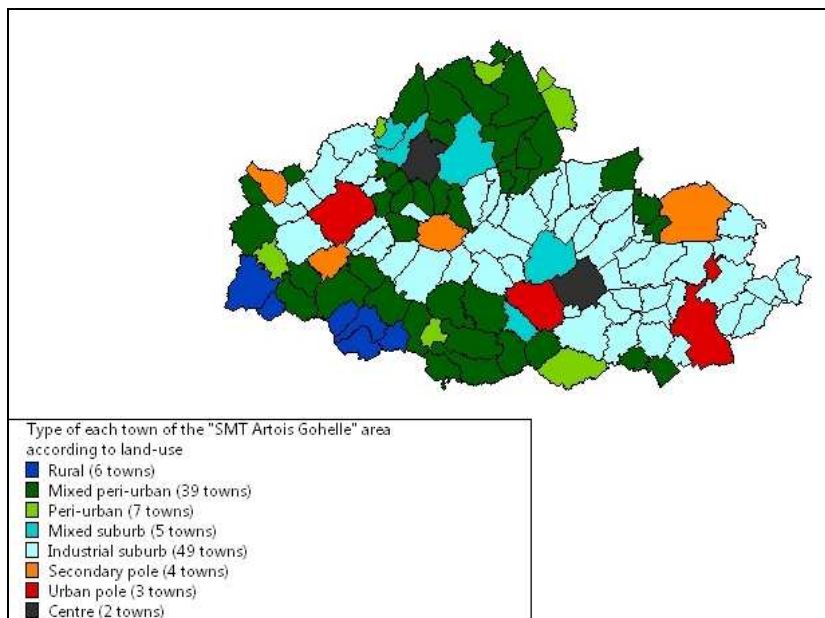 Type of each town of the "SMT Artois Gohelle" area
according to land-use
Rural (6 towns)
Mixed peri-urban (39 towns)
Peri-urban (7 towns)
Mixed suburb (5 towns)
Industrial suburb (49 towns)
Secondary pole (4 towns)
Urban pole (3 towns)
Centre (2 towns)